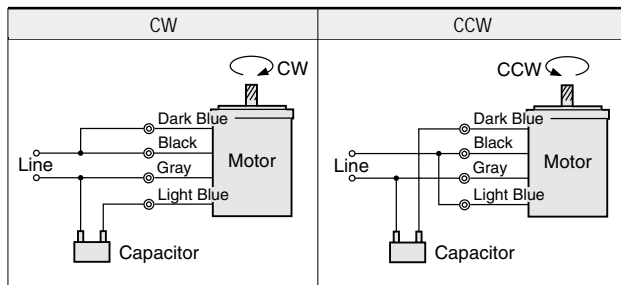 CW
CW
Dark Blue
Black
Line
Gray
Motor
Light Blue
Capacitor
CCW
CCW
Dark Blue
Black
Line
Gray
Motor
Light Blue
Capacitor